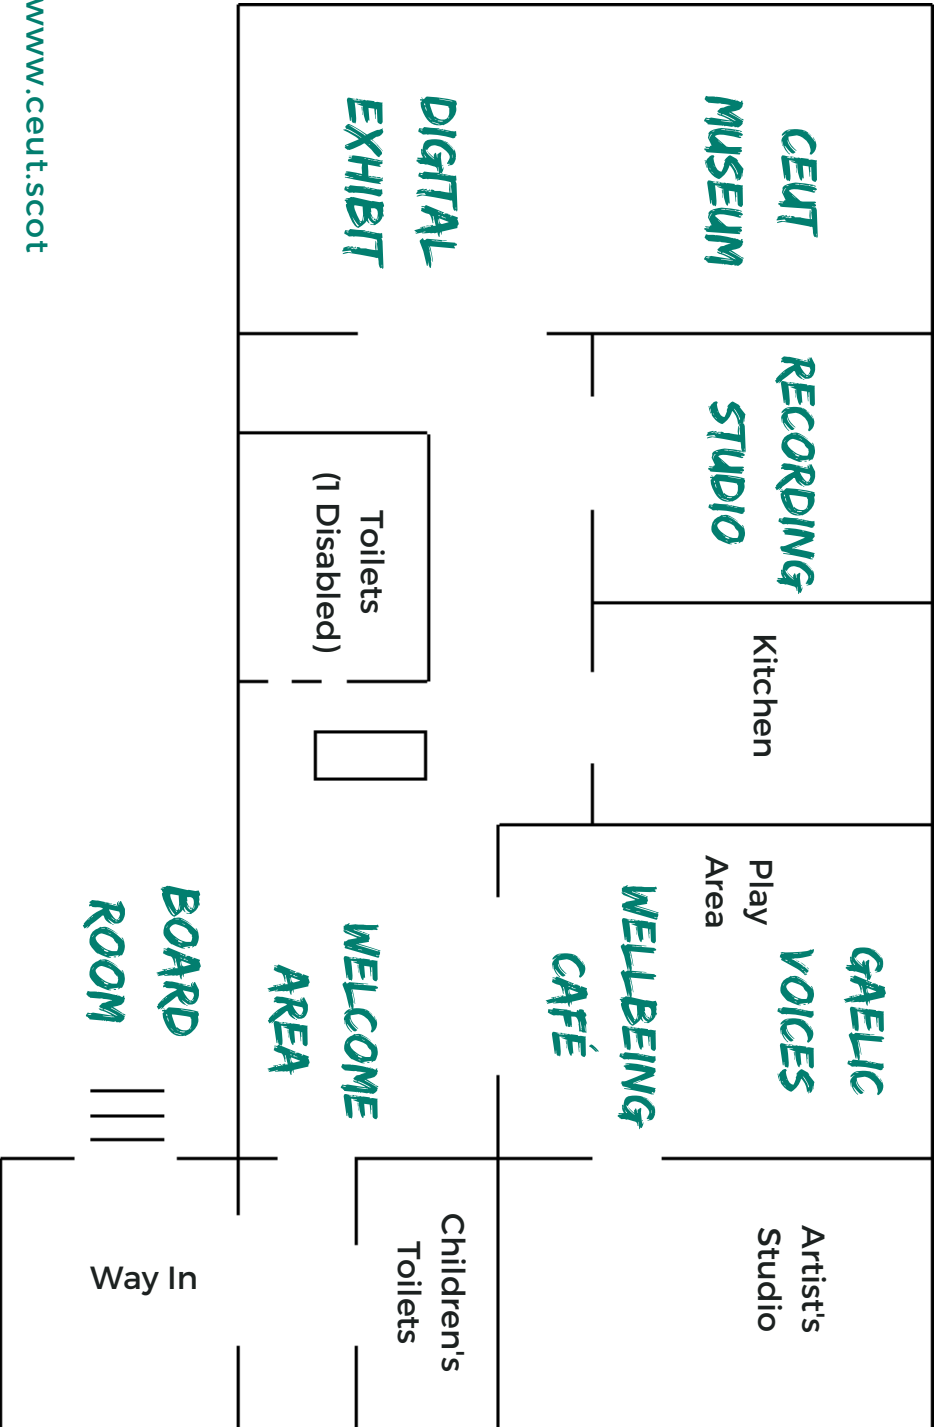 www.ceut.scot
CEUT
MUSEUM
DIGITAL
EXHIBIT
RECORDING
STUDIO
Toilets
(1 Disabled)
Kitchen
Play
Area
GAELIC
VOICES
WELLBEING
CAFÉ
WELCOME
AREA
BOARD
ROOM
Artist's
Studio
Children's
Toilets
Way In